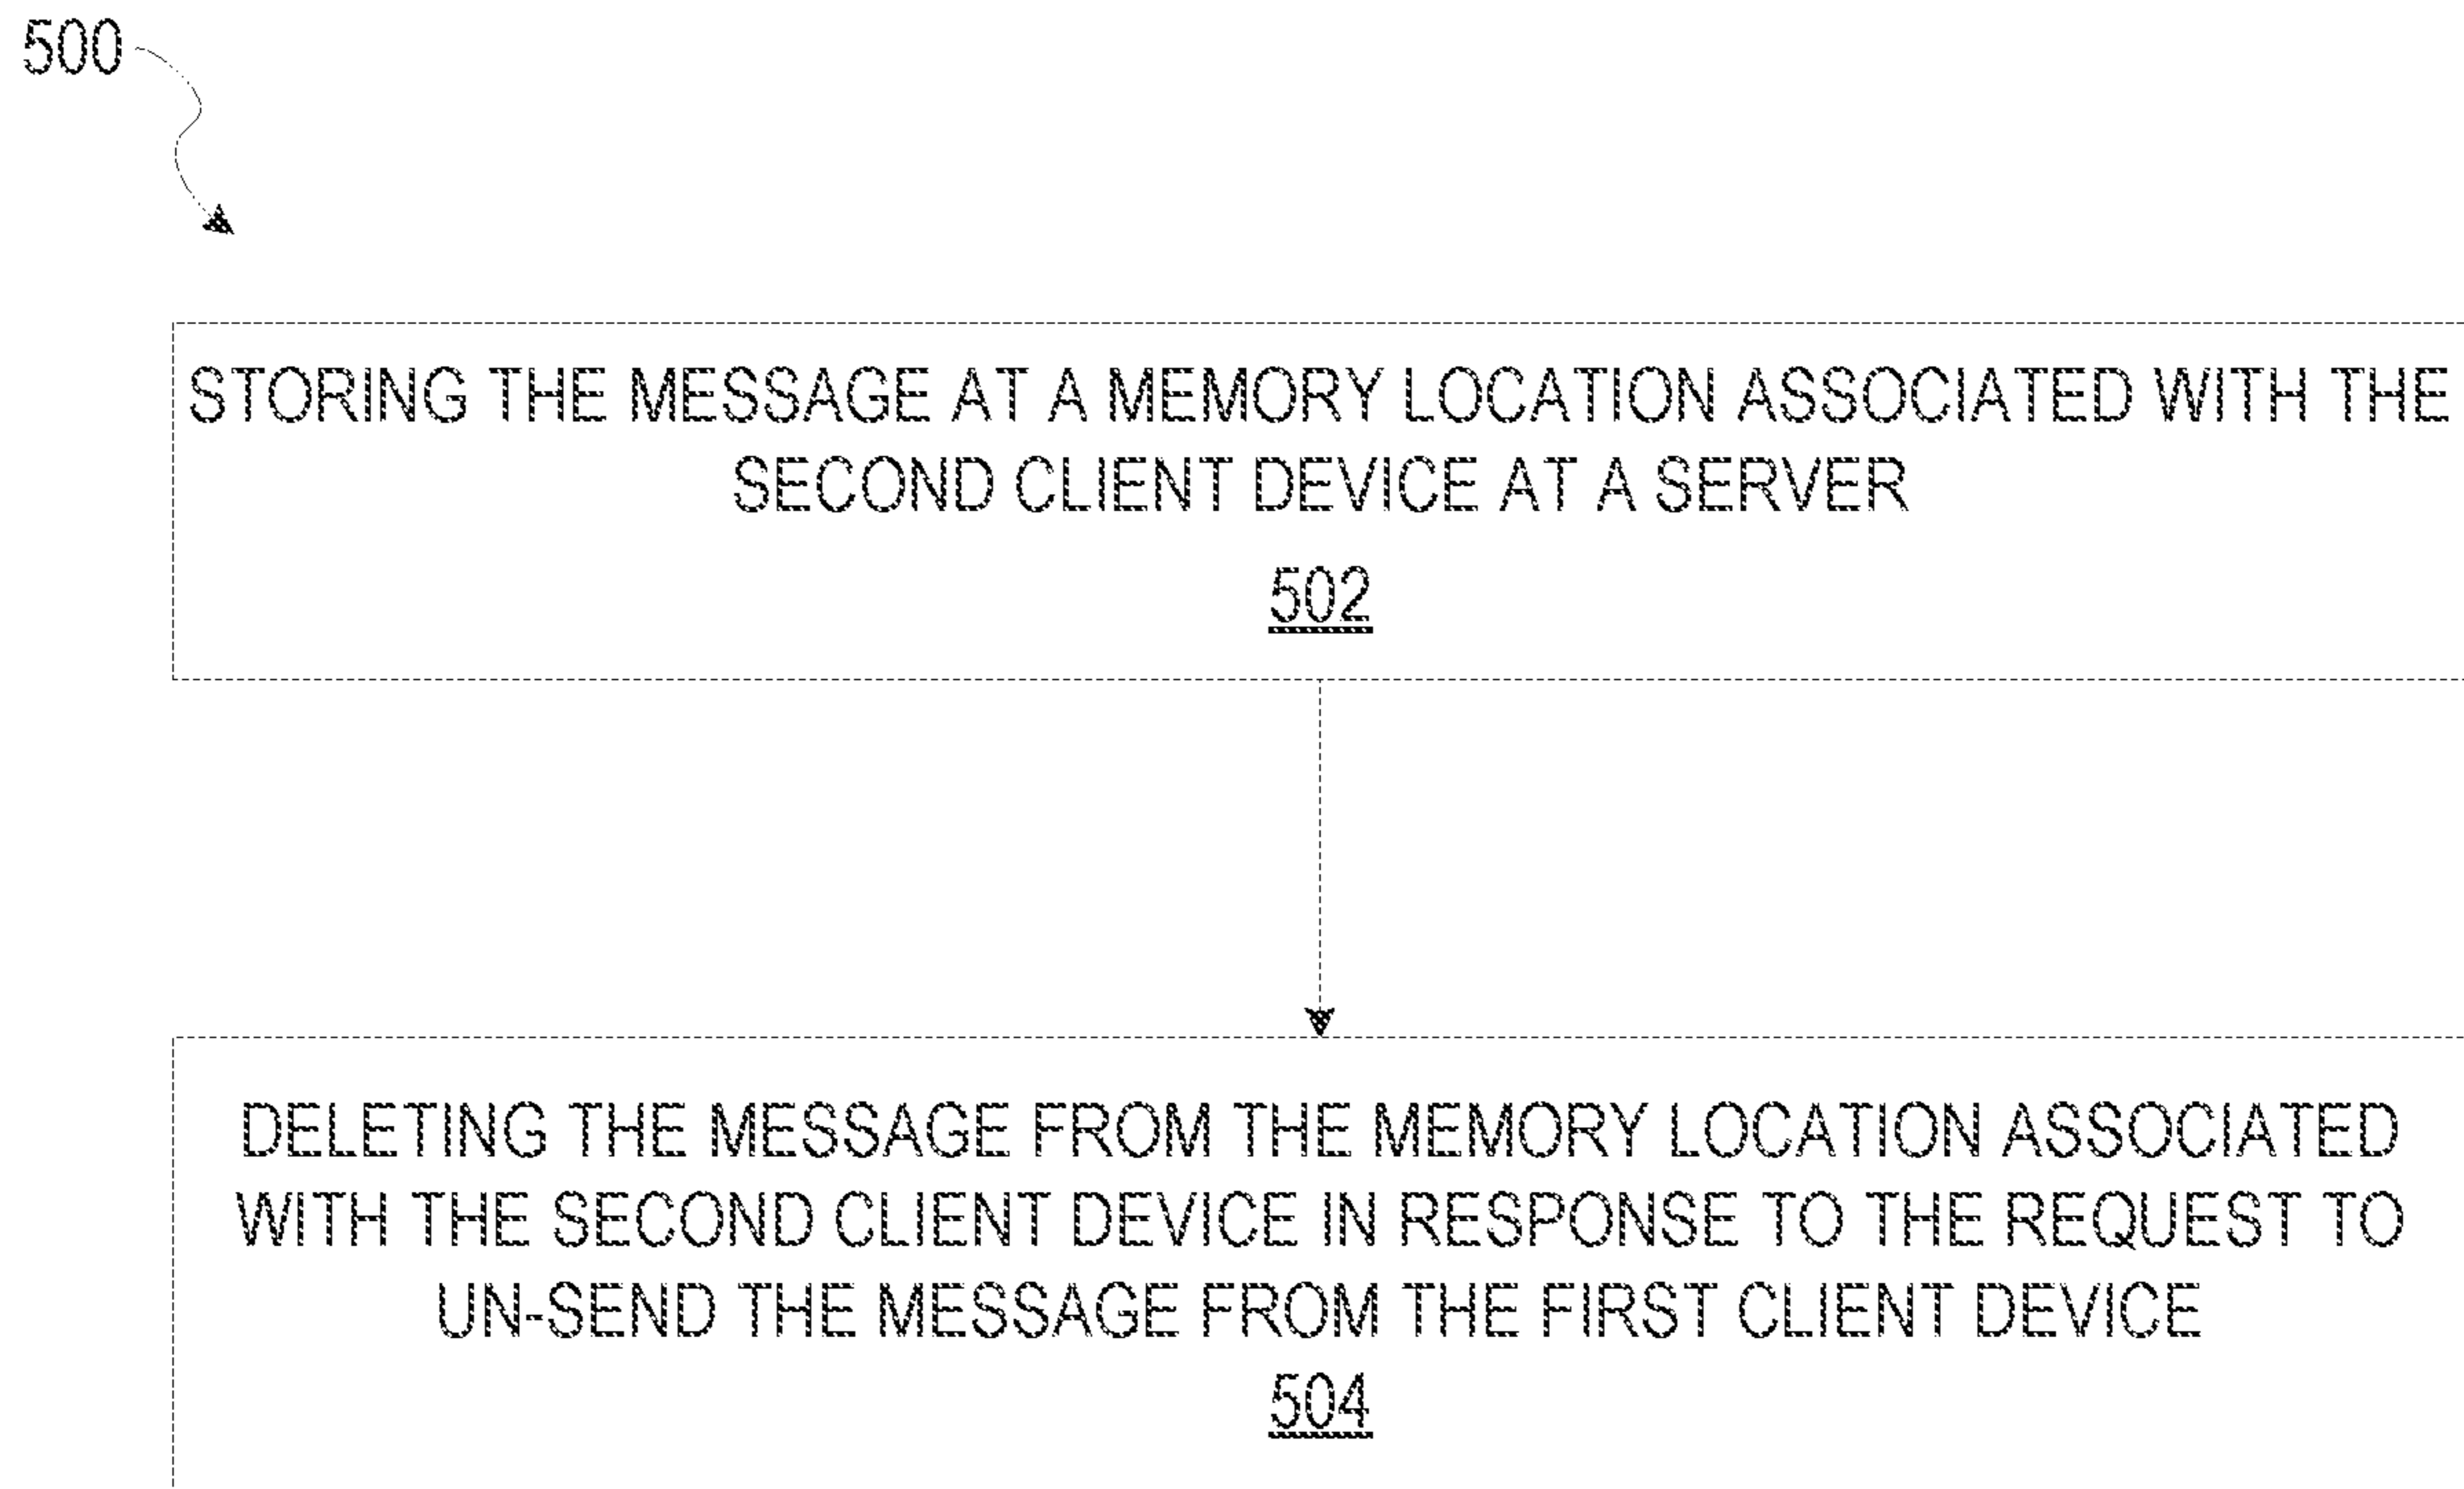 500
STORING THE MESSAGE AT A MEMORY LOCATION ASSOCIATED WITH THE
SECOND CLIENT DEVICE AT A SERVER
502
DELETING THE MESSAGE FROM THE MEMORY LOCATION ASSOCIATED
WITH THE SECOND CLIENT DEVICE IN RESPONSE TO THE REQUEST TO
UN-SEND THE MESSAGE FROM THE FIRST CLIENT DEVICE
504